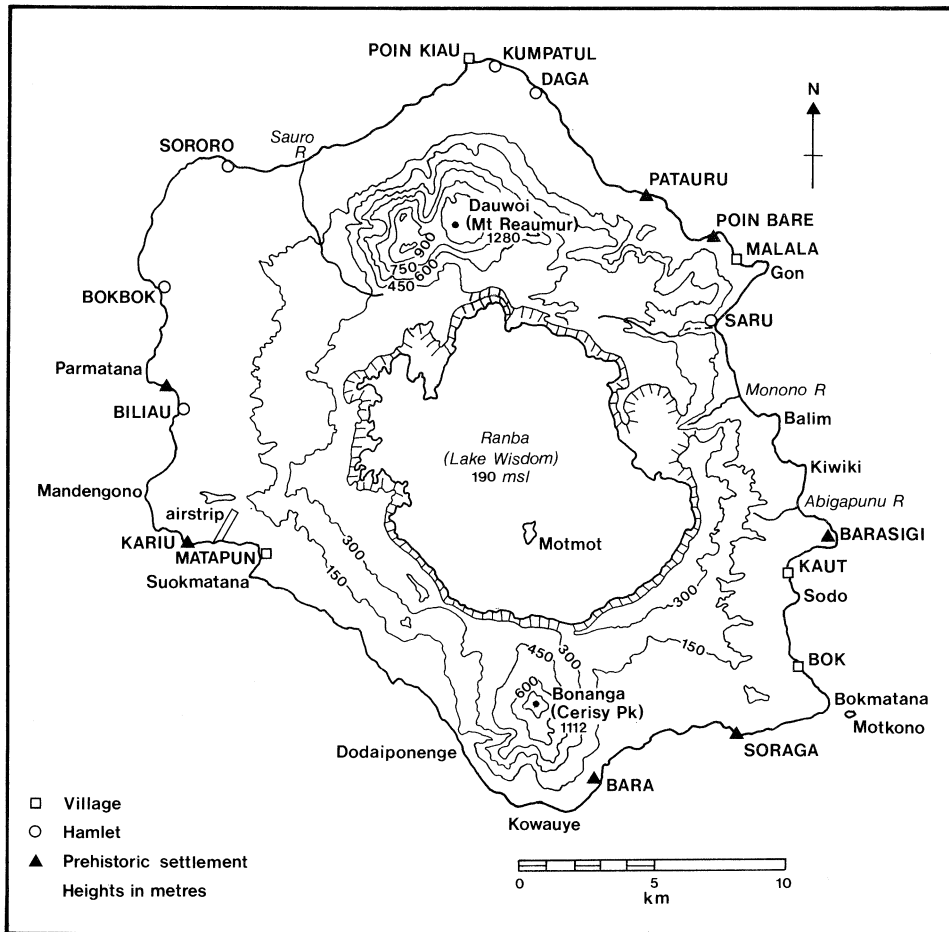 POIN KIAU
KUMPATUL
DAGA
N
Sauro
R
SORORO
PATAURU
Dauwoi
(Mt Reaumur)
1280
POIN BARE
MALALA
Gon
900
750
600
450
BOKBOK
SARU
Parmatana
BILIAU
Monono R
Balim
Ranba
(Lake Wisdom)
190 msl
Kiwiki
Mandengono
airstrip
Abigapunu R
KARIU
MATAPUN
Motmot
BARASIGI
Suokmatana
300
150
KAUT
Sodo
300
450
300
150
BOK
600
Bonanga
(Cerisy Pk)
1112
Bokmatana
Motkono
Dodaiponenge
SORAGA
BARA
Kowauye
Village
Hamlet
Prehistoric settlement
Heights in metres
0 5 10
km